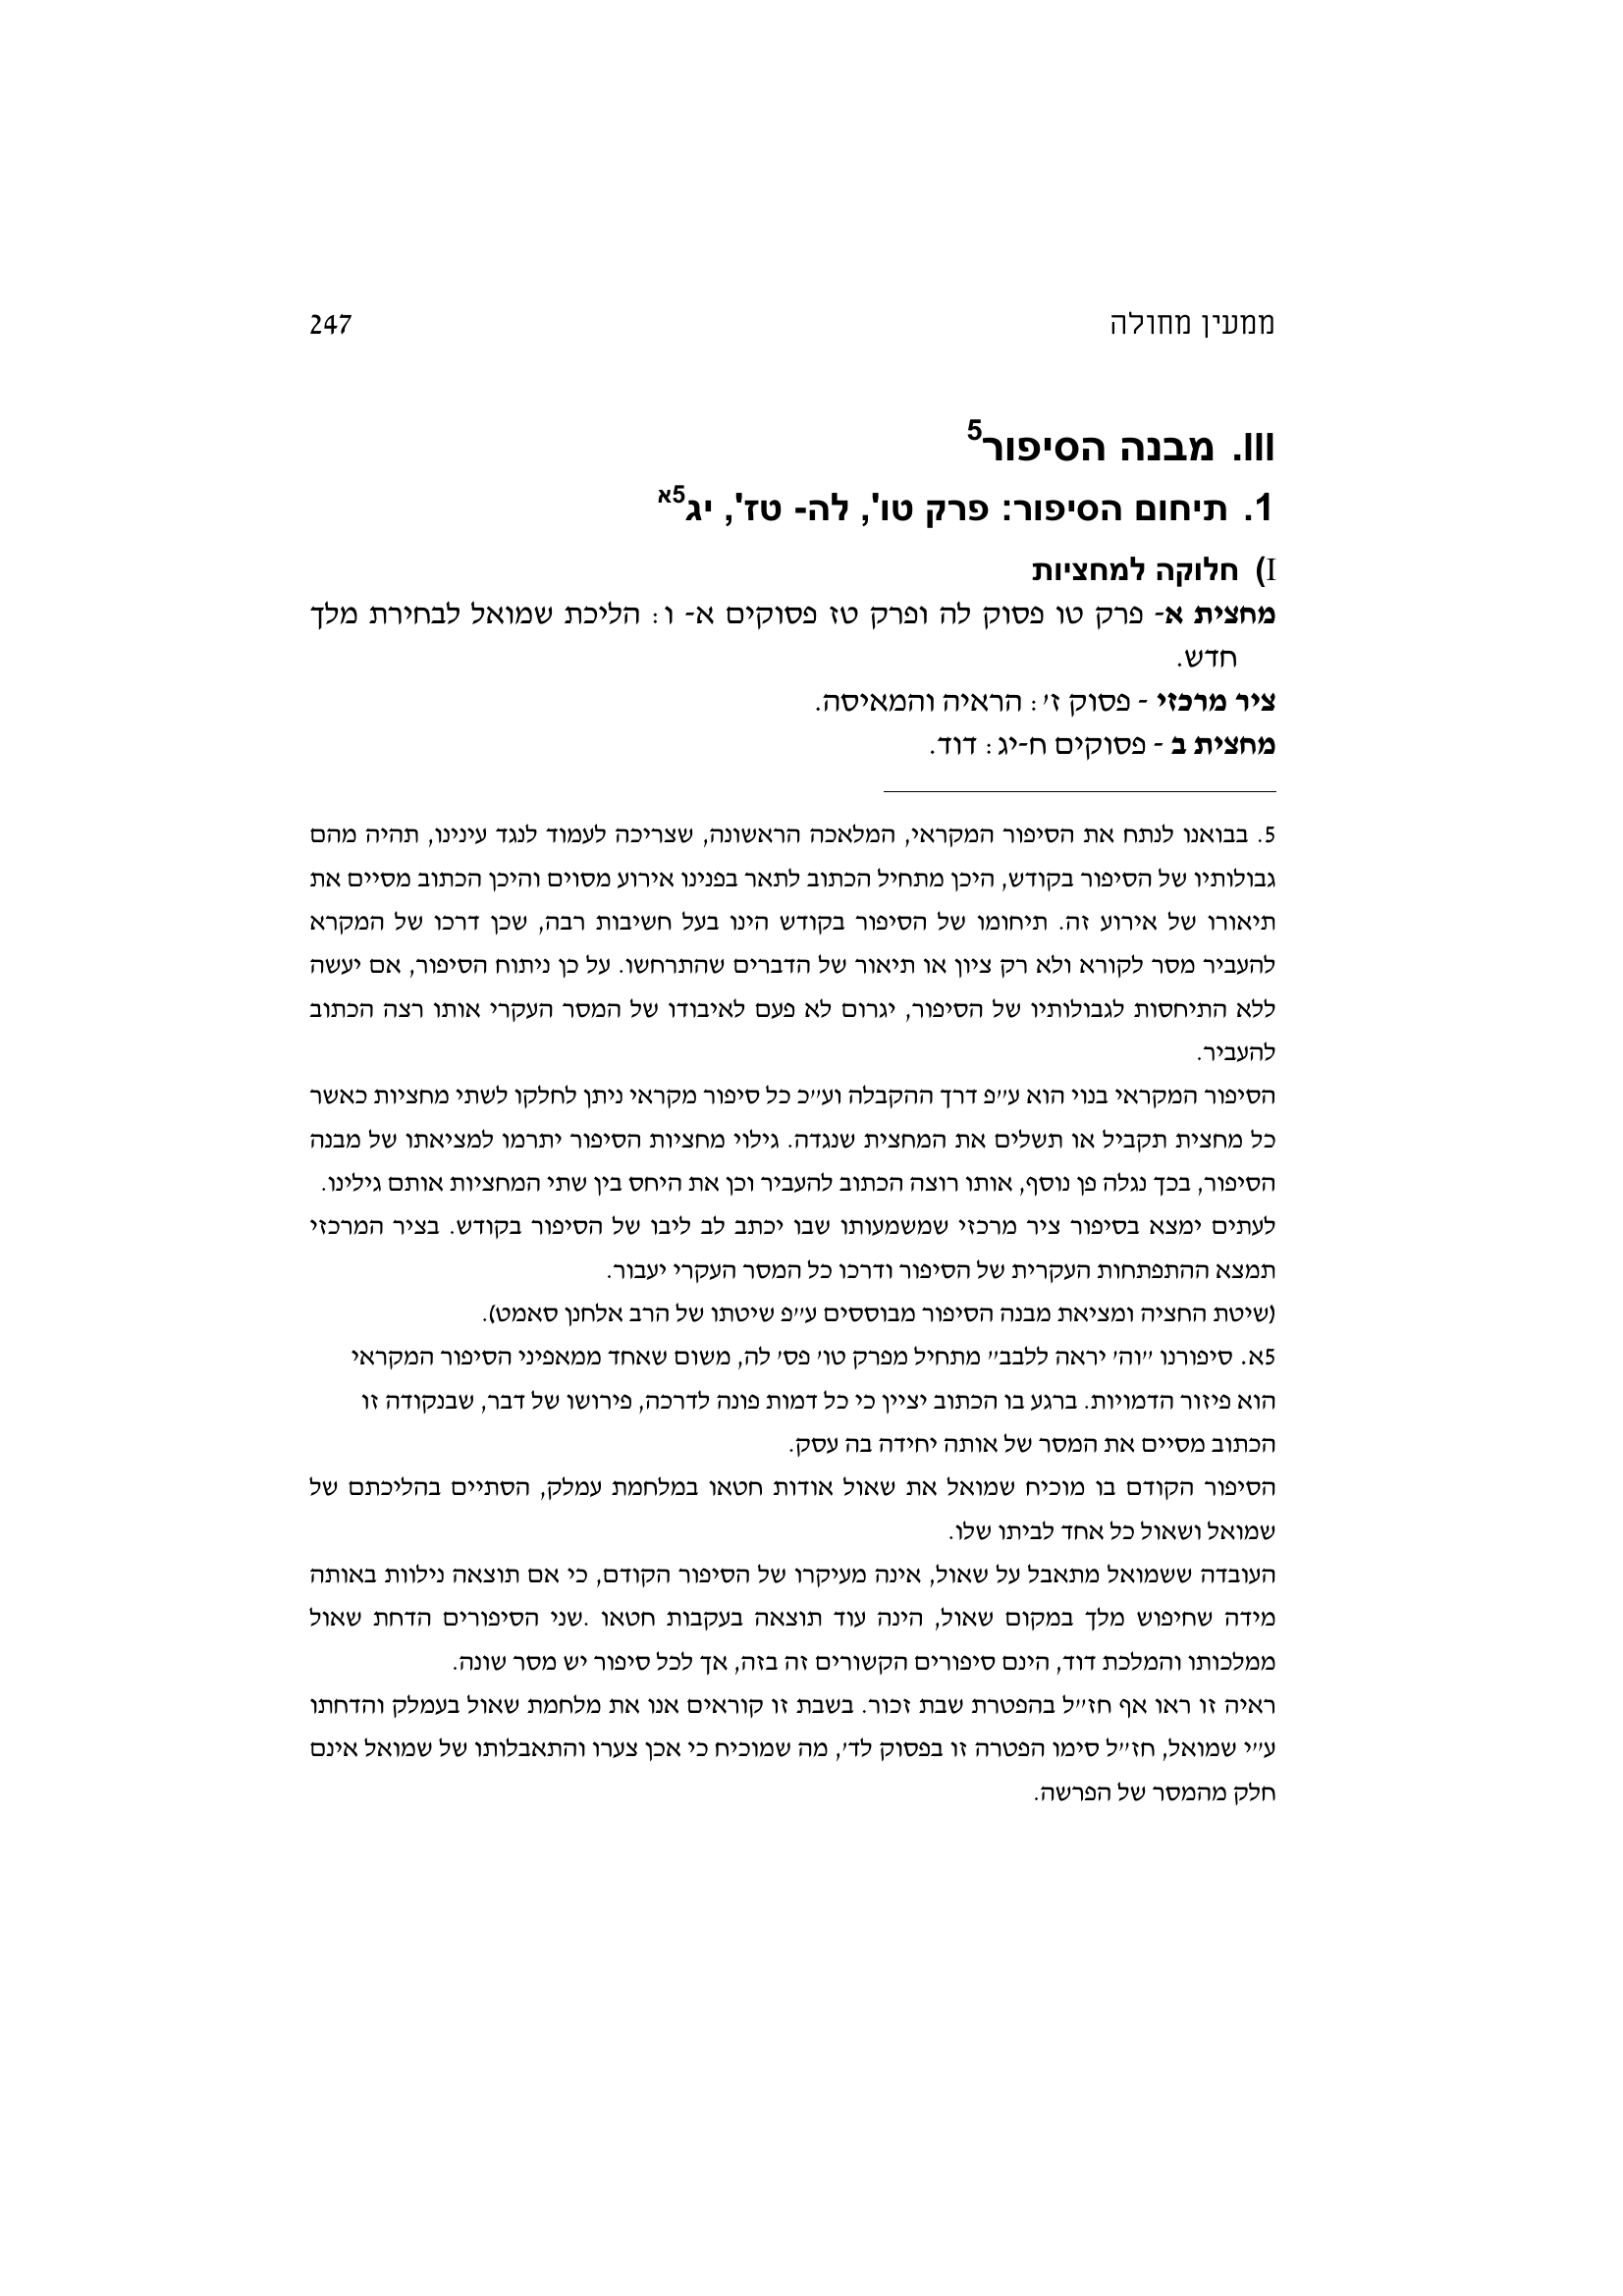 ממעין מחולה 247
III. מבנה הסיפור5
1. תיחום הסיפור: פרק טו', לה- טז', יג5א
I) חלוקה למחציות
מחצית א- פרק טו פסוק לה ופרק טז פסוקים א- ו: הליכת שמואל לבחירת מלך
חדש.
ציר מרכזי - פסוק ז': הראיה והמאיסה.
מחצית ב - פסוקים ח-יג: דוד.
5. בבואנו לנתח את הסיפור המקראי, המלאכה הראשונה, שצריכה לעמוד לנגד עינינו, תהיה מהם
גבולותיו של הסיפור בקודש, היכן מתחיל הכתוב לתאר בפנינו אירוע מסוים והיכן הכתוב מסיים את
תיאורו של אירוע זה. תיחומו של הסיפור בקודש הינו בעל חשיבות רבה, שכן דרכו של המקרא
להעביר מסר לקורא ולא רק ציון או תיאור של הדברים שהתרחשו. על כן ניתוח הסיפור, אם יעשה
ללא התיחסות לגבולותיו של הסיפור, יגרום לא פעם לאיבודו של המסר העקרי אותו רצה הכתוב
להעביר.
הסיפור המקראי בנוי הוא ע"פ דרך ההקבלה וע"כ כל סיפור מקראי ניתן לחלקו לשתי מחציות כאשר
כל מחצית תקביל או תשלים את המחצית שנגדה. גילוי מחציות הסיפור יתרמו למציאתו של מבנה
הסיפור, בכך נגלה פן נוסף, אותו רוצה הכתוב להעביר וכן את היחס בין שתי המחציות אותם גילינו.
לעתים ימצא בסיפור ציר מרכזי שמשמעותו שבו יכתב לב ליבו של הסיפור בקודש. בציר המרכזי
תמצא ההתפתחות העקרית של הסיפור ודרכו כל המסר העקרי יעבור.
(שיטת החציה ומציאת מבנה הסיפור מבוססים ע"פ שיטתו של הרב אלחנן סאמט).
5א. סיפורנו "וה' יראה ללבב" מתחיל מפרק טו' פס' לה, משום שאחד ממאפיני הסיפור המקראי
הוא פיזור הדמויות. ברגע בו הכתוב יציין כי כל דמות פונה לדרכה, פירושו של דבר, שבנקודה זו
הכתוב מסיים את המסר של אותה יחידה בה עסק.
הסיפור הקודם בו מוכיח שמואל את שאול אודות חטאו במלחמת עמלק, הסתיים בהליכתם של
שמואל ושאול כל אחד לביתו שלו.
העובדה ששמואל מתאבל על שאול, אינה מעיקרו של הסיפור הקודם, כי אם תוצאה נילוות באותה
מידה שחיפוש מלך במקום שאול, הינה עוד תוצאה בעקבות חטאו .שני הסיפורים הדחת שאול
ממלכותו והמלכת דוד, הינם סיפורים הקשורים זה בזה, אך לכל סיפור יש מסר שונה.
ראיה זו ראו אף חז"ל בהפטרת שבת זכור. בשבת זו קוראים אנו את מלחמת שאול בעמלק והדחתו
ע"י שמואל, חז"ל סימו הפטרה זו בפסוק לד', מה שמוכיח כי אכן צערו והתאבלותו של שמואל אינם
חלק מהמסר של הפרשה.